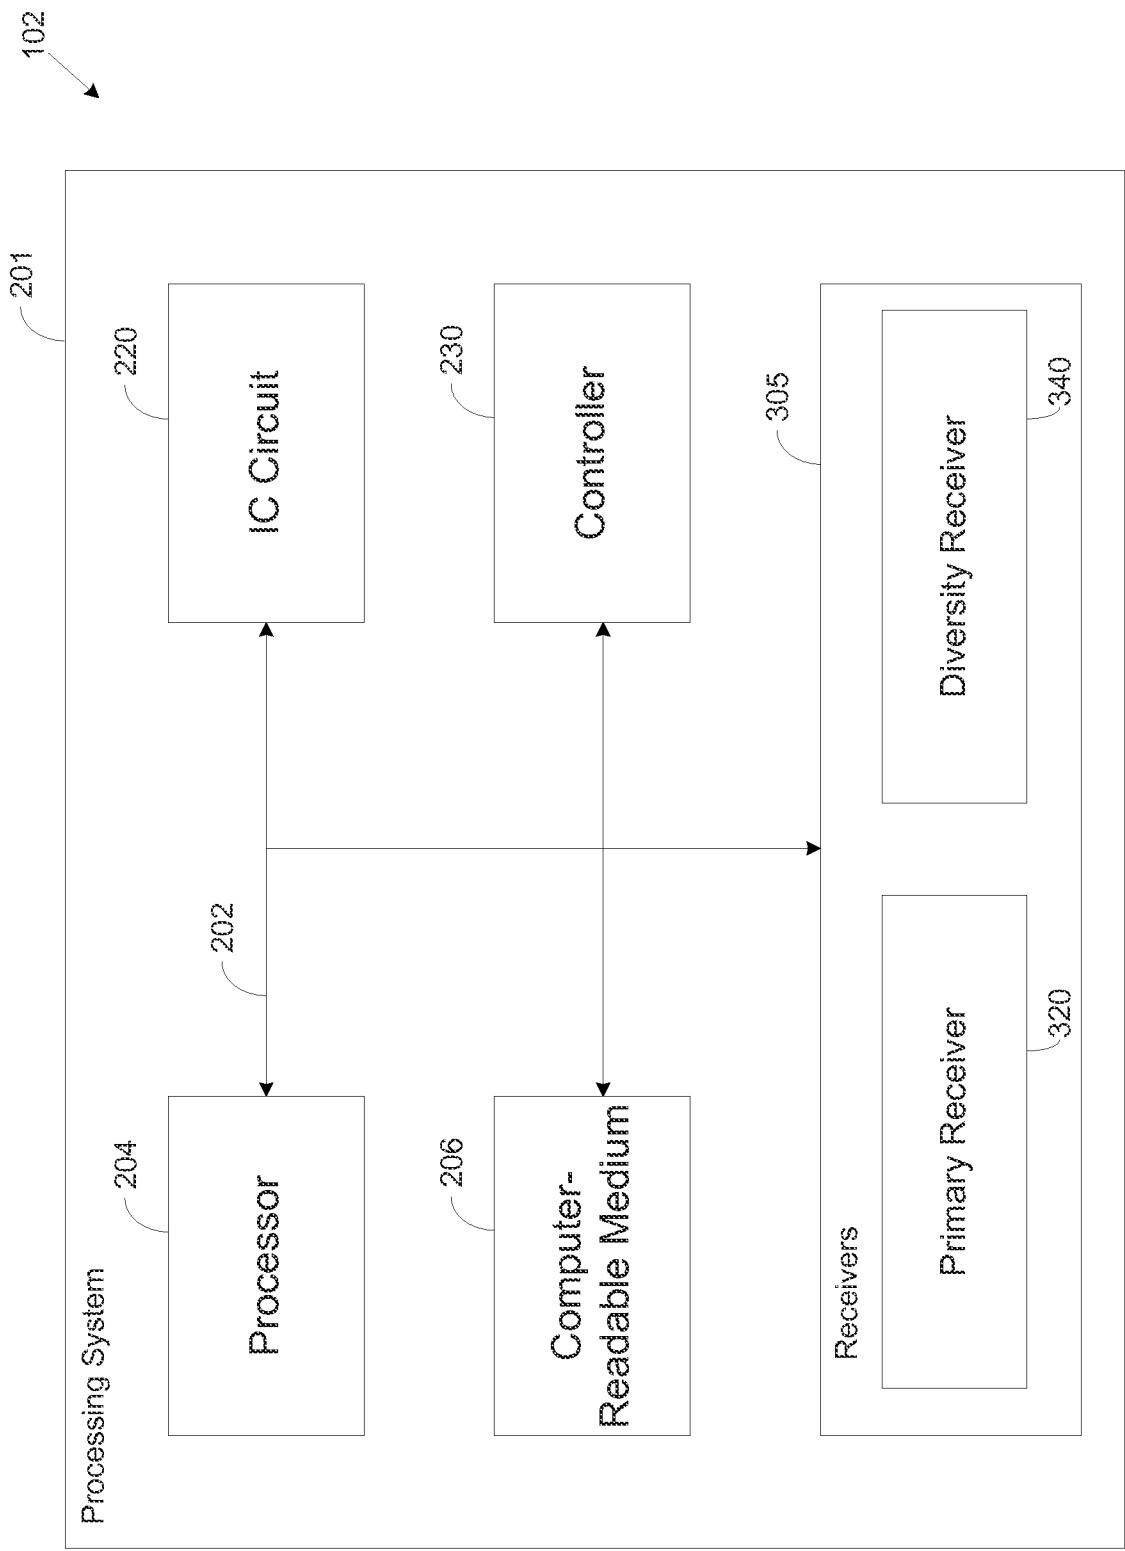 102
201
Processing System
204
Processor
202
220
IC Circuit
206
Computer-
Readable Medium
230
Controller
305
Receivers
Primary Receiver
320
Diversity Receiver
340